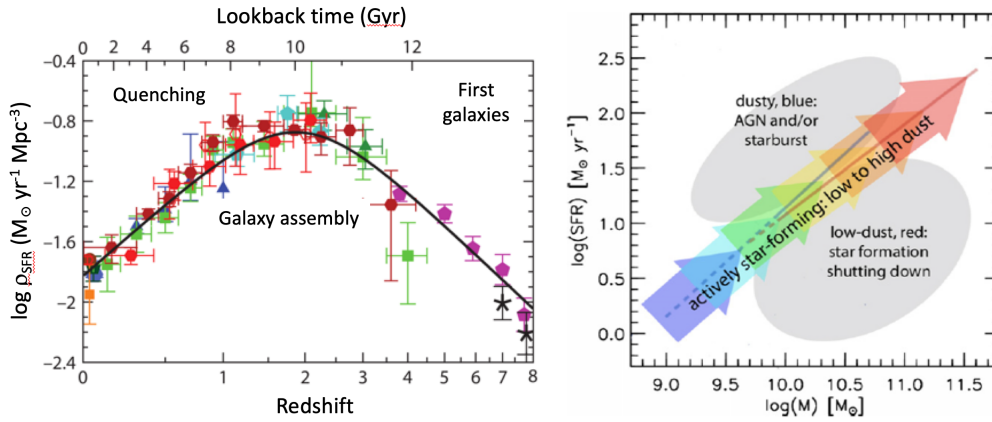 Lookback time (Gyr)
0 2 4 6 8 10 12
-0.4
-0.8
-1.2
-1.6
-2
-2.4
log ρSFR (M⊙ yr-1 Mpc-3)
Quenching
First
galaxies
Galaxy assembly
0 1 2 3 4 5 6 7 8
Redshift
2.5
2.0
1.5
1.0
0.5
0.0
log(SFR) [M⊙ yr-1]
dusty, blue:
AGN and/or
starburst
actively star-forming: low to high dust
low-dust, red:
star formation
shutting down
9.0 9.5 10.0 10.5 11.0 11.5
log(M) [M⊙]